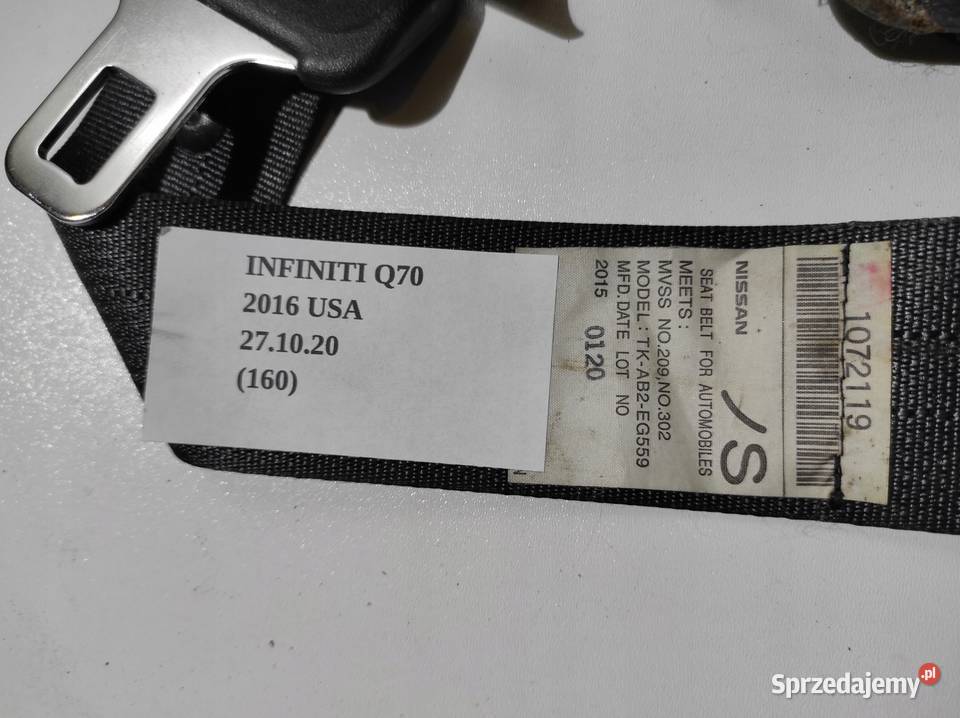 INFINITI Q70
2016 USA
27.10.20
(160)
NISSAN
SEAT BELT FOR AUTOMOBILES
MEETS:
MVSS NO.209,NO.302
MODEL:TK-AB2-EG559
MFD.DATE LOT NO
2015 0120
/S
1072119
Sprzedajemy.pl